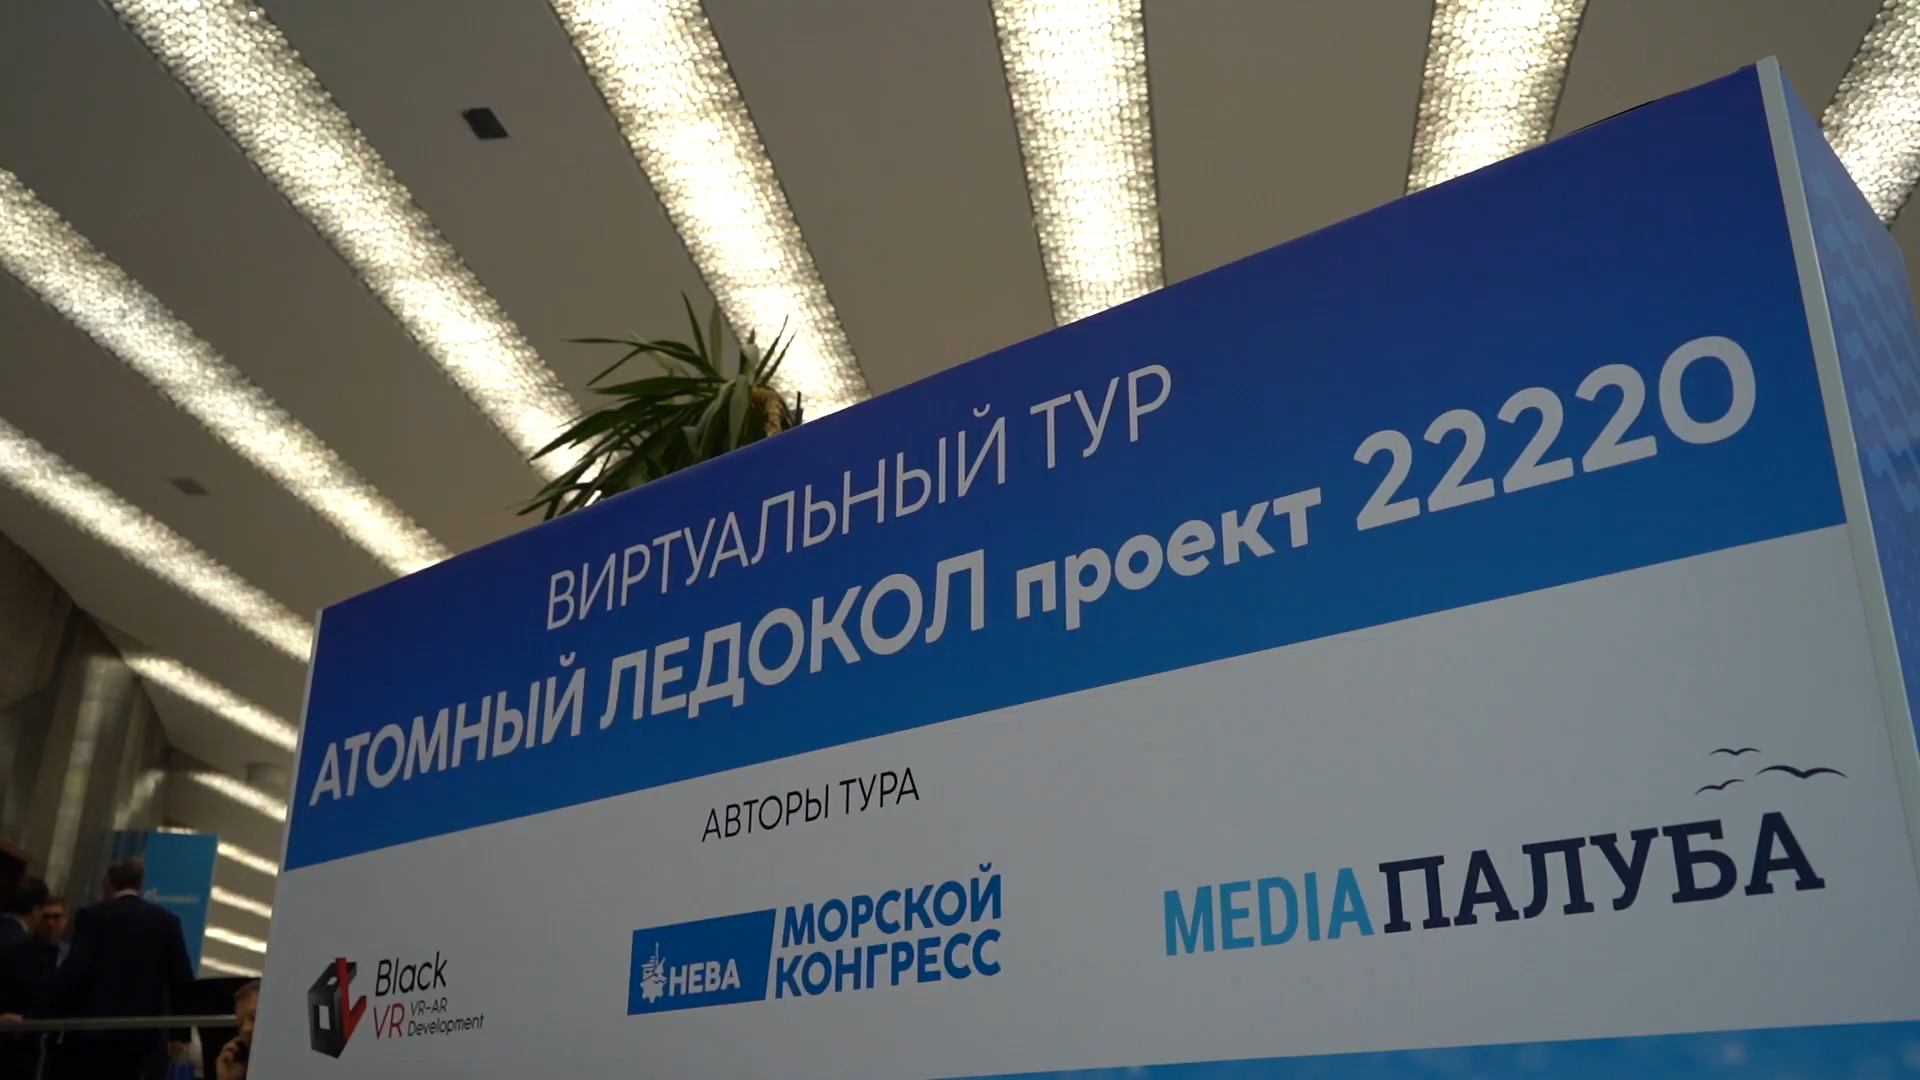 ВИРТУАЛЬНЫЙ ТУР
АТОМНЫЙ ЛЕДОКОЛ проект 22220
АВТОРЫ ТУРА
Black
VR VR-AR
Development
НЕВА
МОРСКОЙ
КОНГРЕСС
MEDIAПАЛУБА